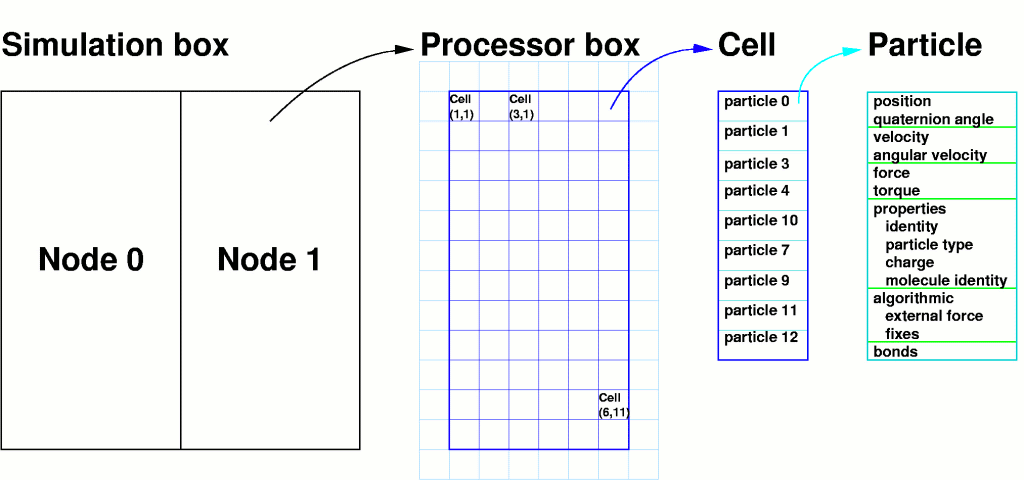 Simulation box
Processor box
Cell
Particle
Node 0
Node 1
Cell
(1,1)
Cell
(3,1)
Cell
(6,11)
particle 0
particle 1
particle 3
particle 4
particle 10
particle 7
particle 9
particle 11
particle 12
position
quaternion angle
velocity
angular velocity
force
torque
properties
identity
particle type
charge
molecule identity
algorithmic
external force
fixes
bonds